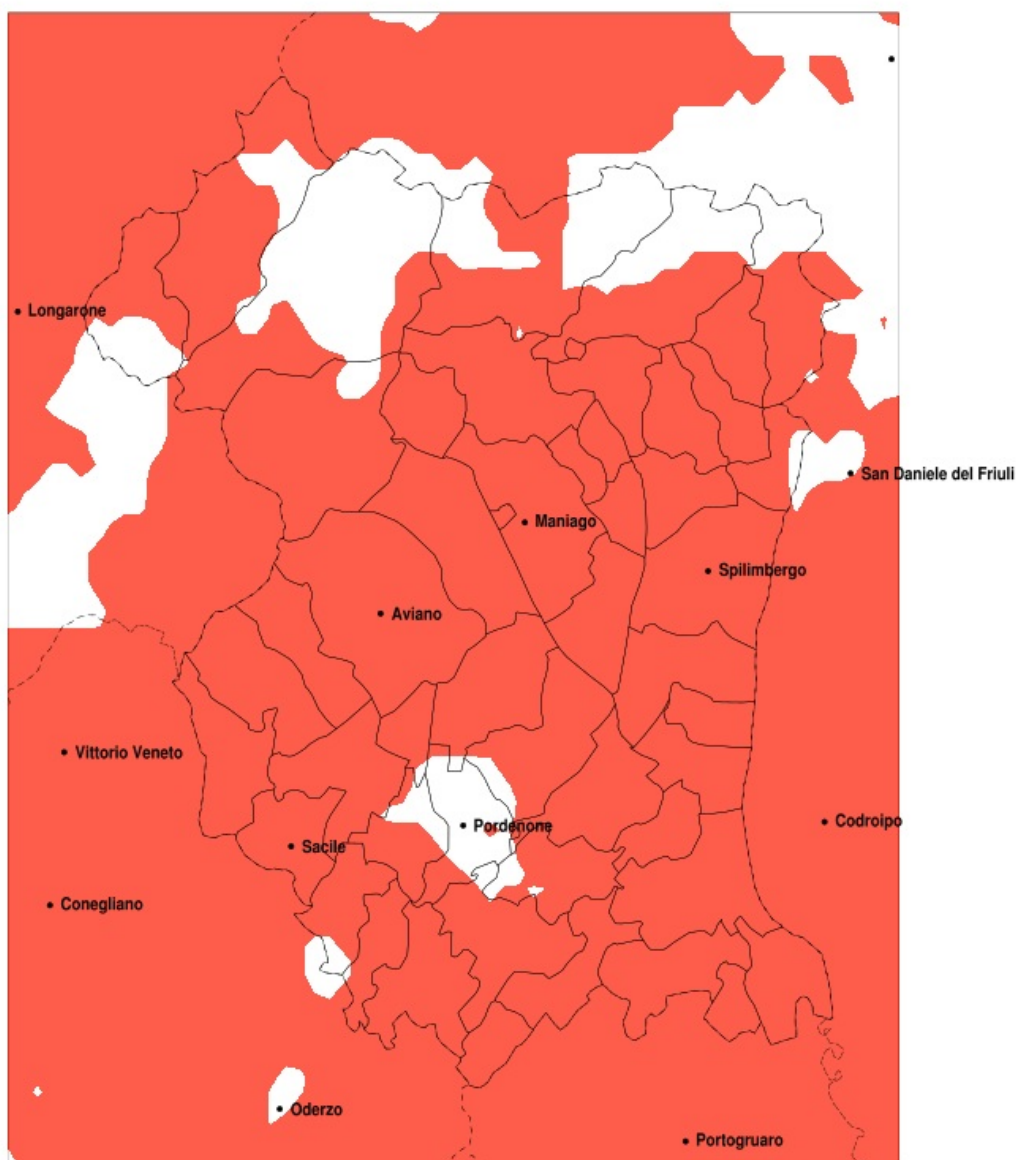 Longarone
San Daniele del Friuli
Maniago
Spilimbergo
Aviano
Vittorio Veneto
Pordenone
Codroipo
Sacile
Conegliano
Oderzo
Portogruaro